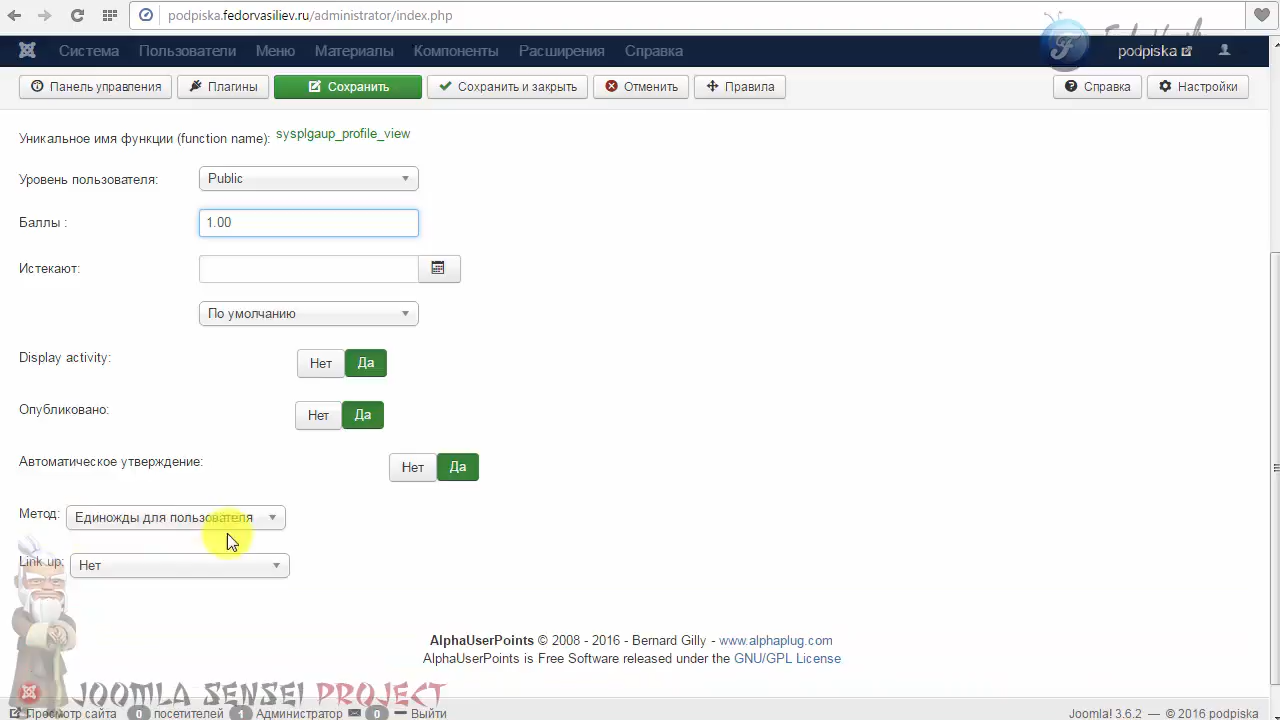 podpiska.fedorvasiliev.ru/administrator/index.php
Система Пользователи Меню Материалы Компоненты Расширения Справка podpiska
Панель управления Плагины Сохранить Сохранить и закрыть Отменить Правила Справка Настройки
Уникальное имя функции (function name): sysplgaup_profile_view
Уровень пользователя: Public
Баллы : 1.00
Истекают:
По умолчанию
Display activity: Нет Да
Опубликовано: Нет Да
Автоматическое утверждение: Нет Да
Метод: Единожды для пользователя
Link up: Нет
AlphaUserPoints © 2008 - 2016 - Bernard Gilly - www.alphaplug.com
AlphaUserPoints is Free Software released under the GNU/GPL License
JOOMLA SENSEI PROJECT
Просмотр сайта 0 посетителей 1 Администратор 0 Выйти Joomla! 3.6.2 — © 2016 podpiska